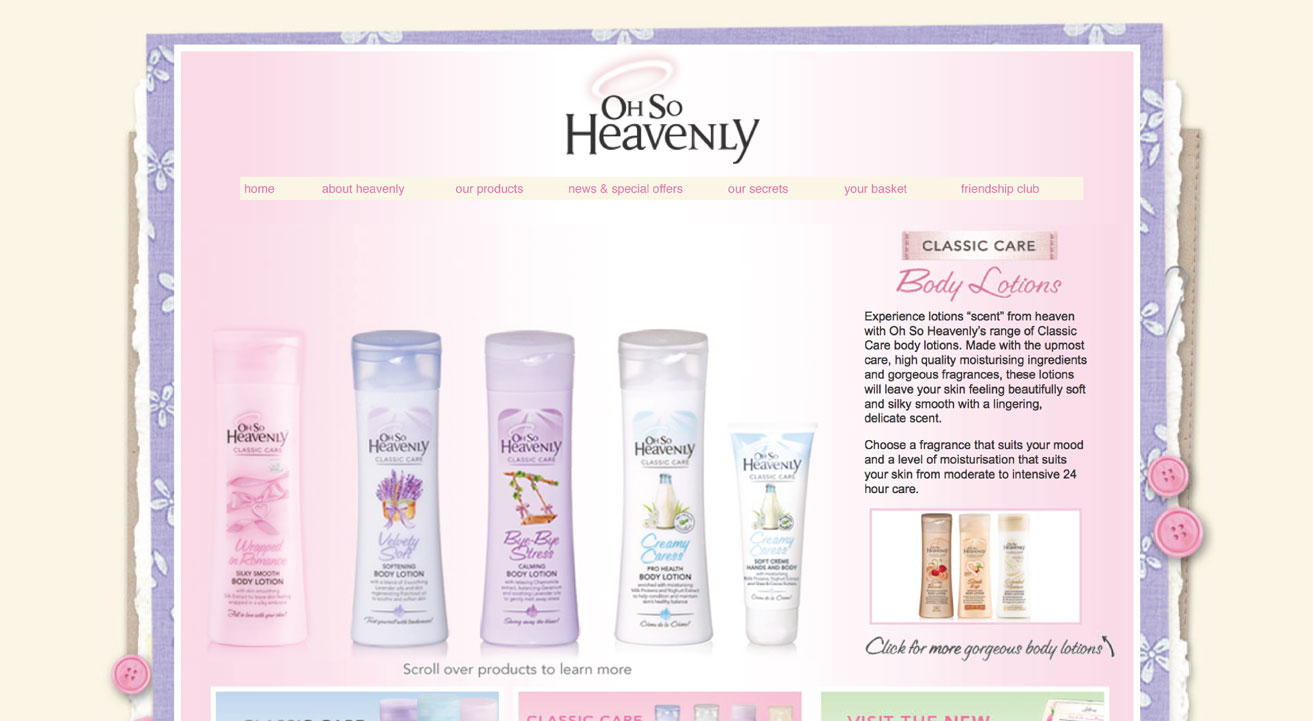 Oh So
Heavenly
home about heavenly our products news & special offers our secrets your basket friendship club
CLASSIC CARE
Body Lotions
Experience lotions “scent” from heaven
with Oh So Heavenly’s range of Classic
Care body lotions. Made with the upmost
care, high quality moisturising ingredients
and gorgeous fragrances, these lotions
will leave your skin feeling beautifully soft
and silky smooth with a lingering,
delicate scent.
Choose a fragrance that suits your mood
and a level of moisturisation that suits
your skin from moderate to intensive 24
hour care.
Click for more gorgeous body lotions
Oh So
Heavenly
CLASSIC CARE
Wrapped
in Romance
SILKY SMOOTH
BODY LOTION
Oh So
Heavenly
CLASSIC CARE
Velvety
Soft
SOFTENING
BODY LOTION
Oh So
Heavenly
CLASSIC CARE
Bye-Bye
Stress
CALMING
BODY LOTION
Oh So
Heavenly
CLASSIC CARE
Creamy
Caress
PRO HEALTH
BODY LOTION
Oh So
Heavenly
CLASSIC CARE
Creamy
Caress
SOFT CREME
HANDS AND BODY
Scroll over products to learn more
CLASSIC CARE
CLASSIC CARE
VISIT THE NEW